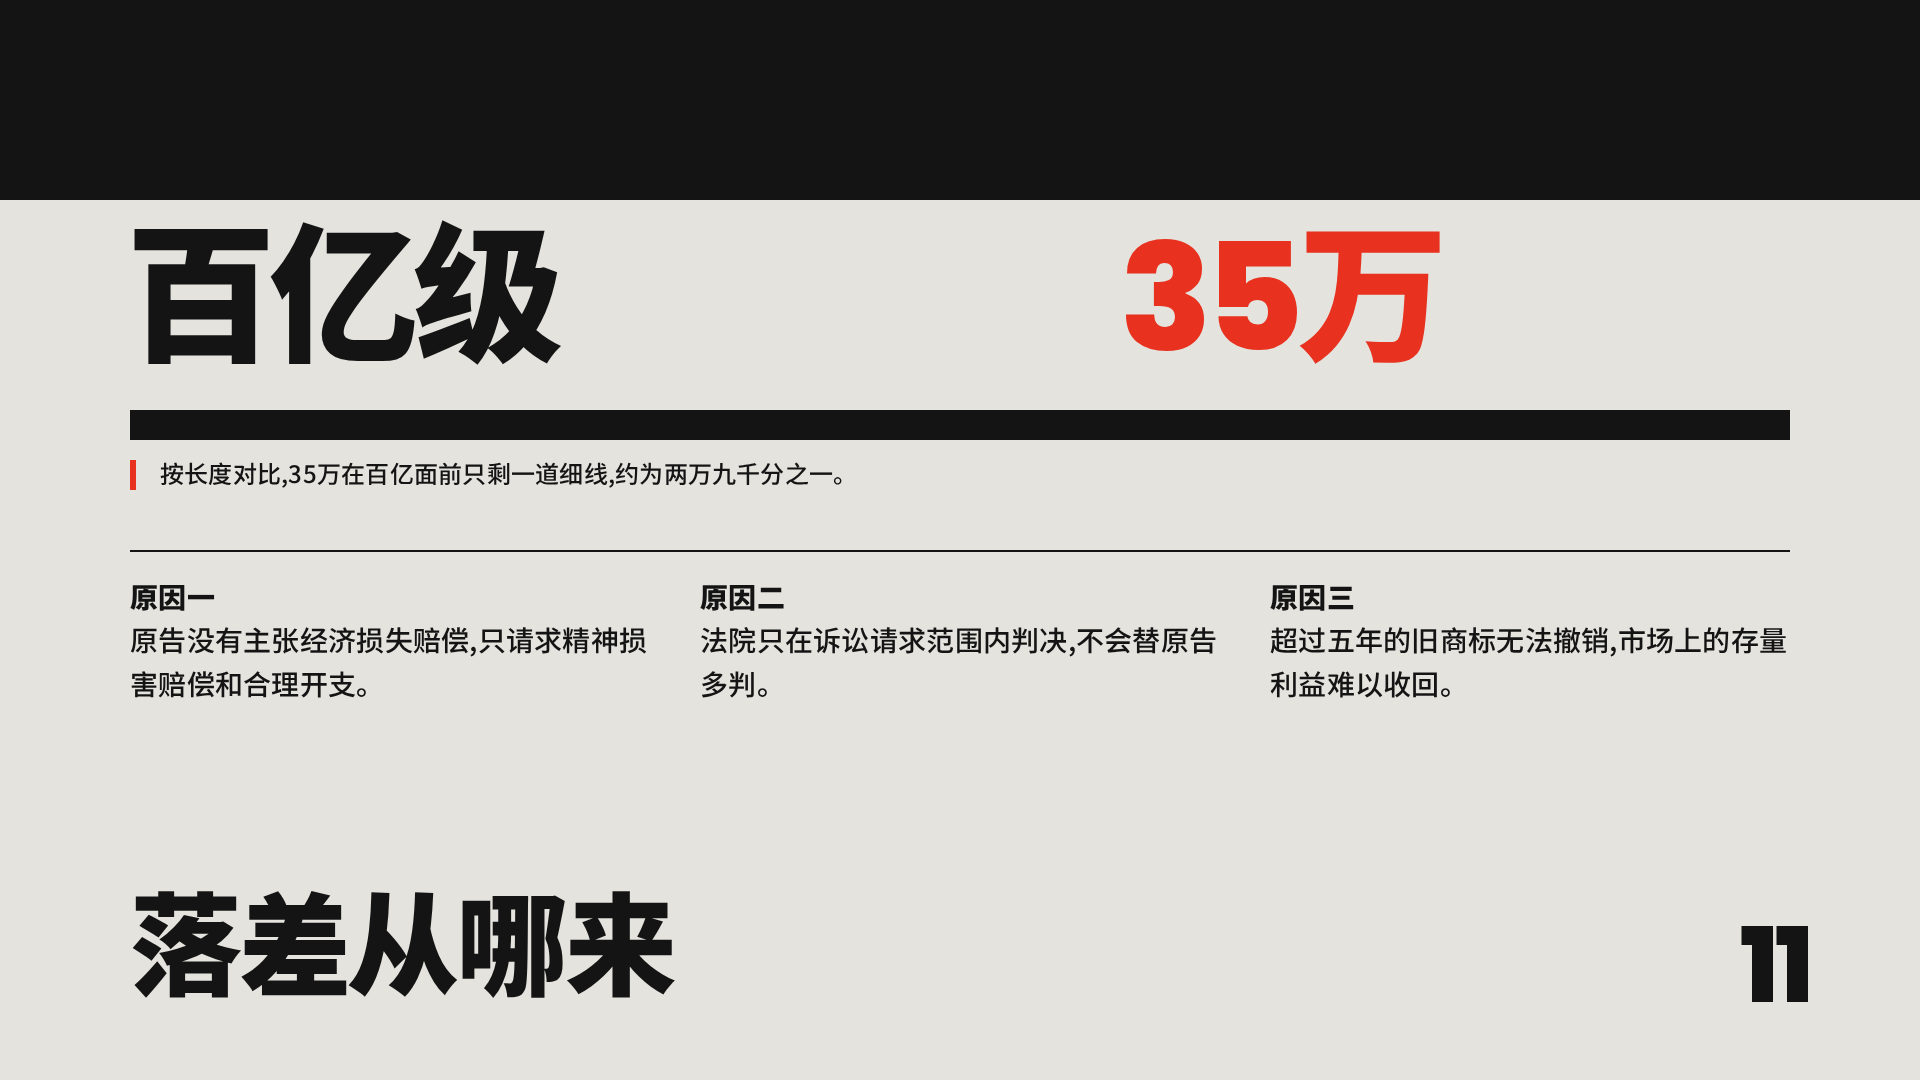 百亿级
35万
按长度对比,35万在百亿面前只剩一道细线,约为两万九千分之一。
原因一
原告没有主张经济损失赔偿,只请求精神损
害赔偿和合理开支。
原因二
法院只在诉讼请求范围内判决,不会替原告
多判。
原因三
超过五年的旧商标无法撤销,市场上的存量
利益难以收回。
落差从哪来
11